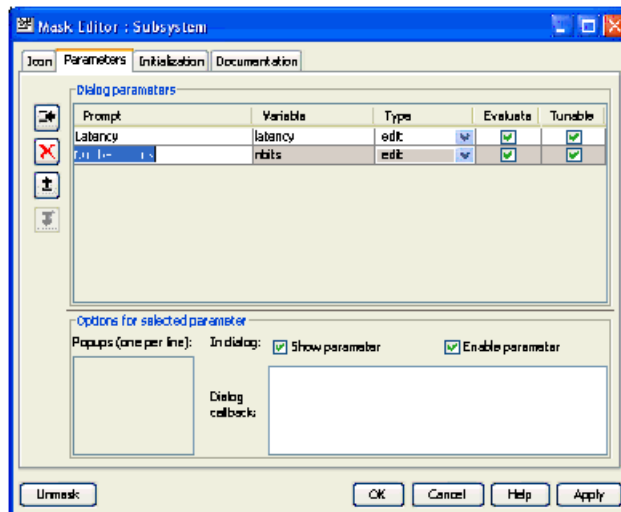 Mask Editor : Subsystem
Icon Parameters Initialization Documentation
Dialog parameters
Prompt Variable Type Evaluate Tunable
Latency latency edit
nbits edit
Options for selected parameter
Popups (one per line): In dialog: Show parameter Enable parameter
Dialog
callback:
Unmask OK Cancel Help Apply